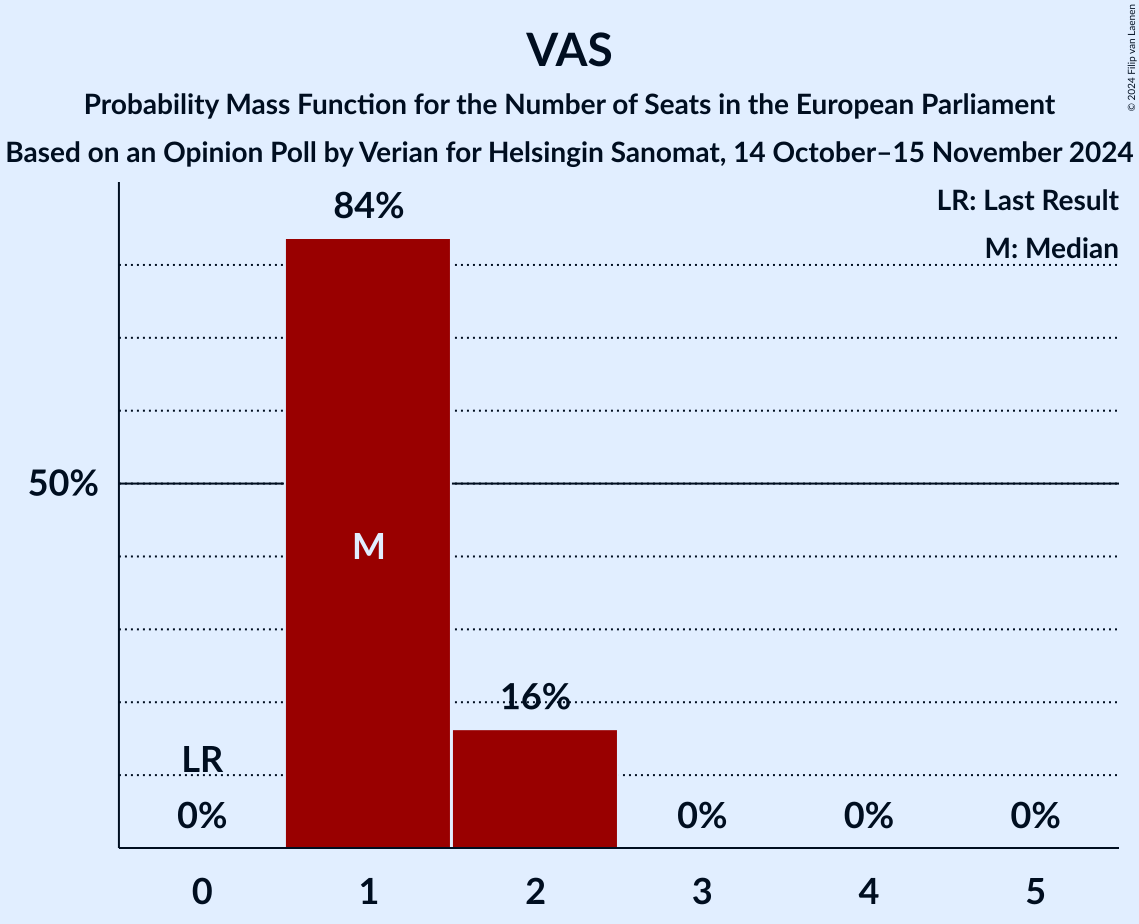 VAS
Probability Mass Function for the Number of Seats in the European Parliament
Based on an Opinion Poll by Verian for Helsingin Sanomat, 14 October–15 November 2024
© 2024 Filip van Laenen
LR: Last Result
M: Median
84%
50%
M
16%
LR
0%
0%
0%
0%
0
1
2
3
4
5